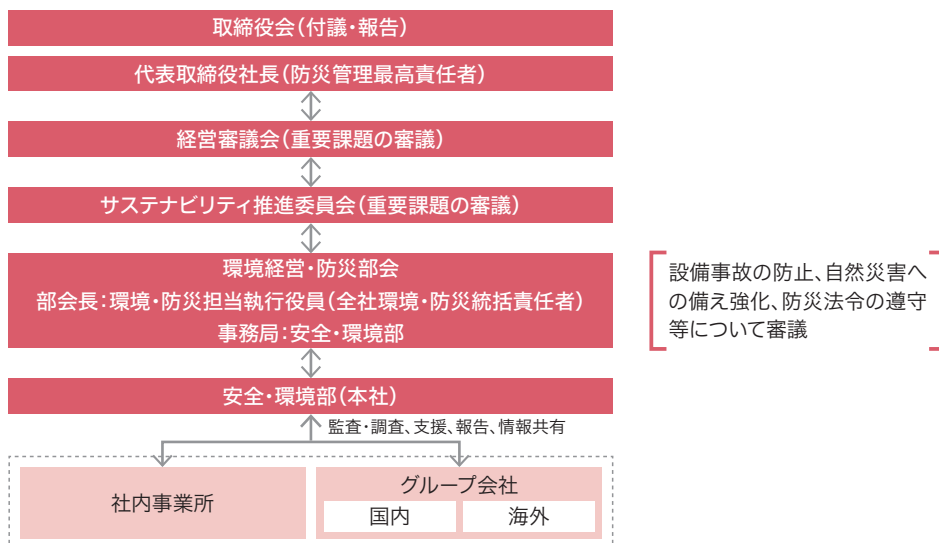 取締役会（付議・報告）
代表取締役社長（防災管理最高責任者）
経営審議会（重要課題の審議）
サステナビリティ推進委員会（重要課題の審議）
環境経営・防災部会
部会長：環境・防災担当執行役員（全社環境・防災統括責任者）
事務局：安全・環境部
設備事故の防止、自然災害へ
の備え強化、防災法令の遵守
等について審議
安全・環境部（本社）
監査・調査、支援、報告、情報共有
社内事業所
グループ会社
国内
海外